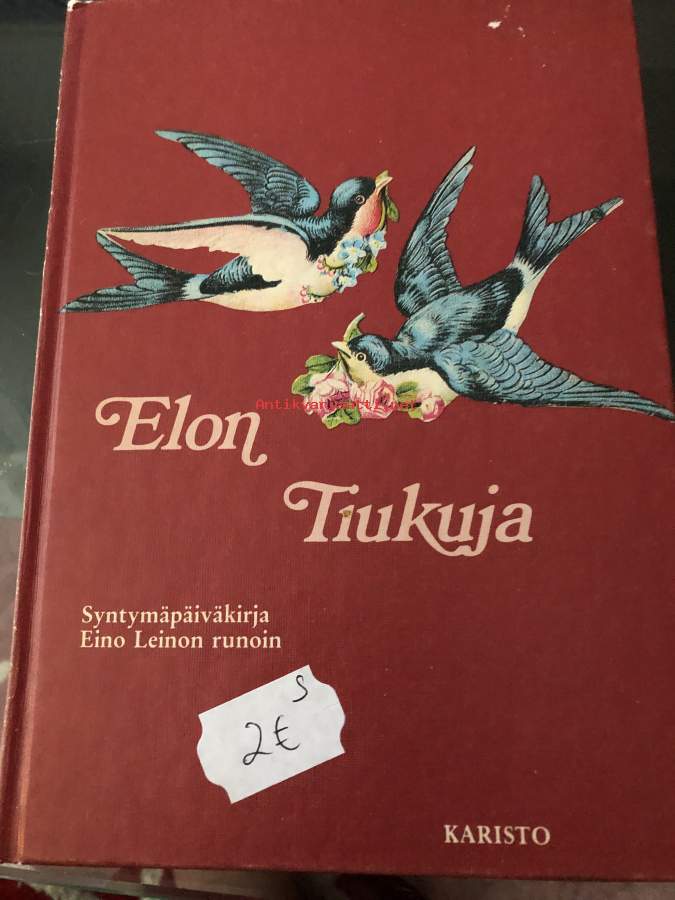 Elon
Tiukuja
Syntymäpäiväkirja
Eino Leinon runoin
S
2€
KARISTO